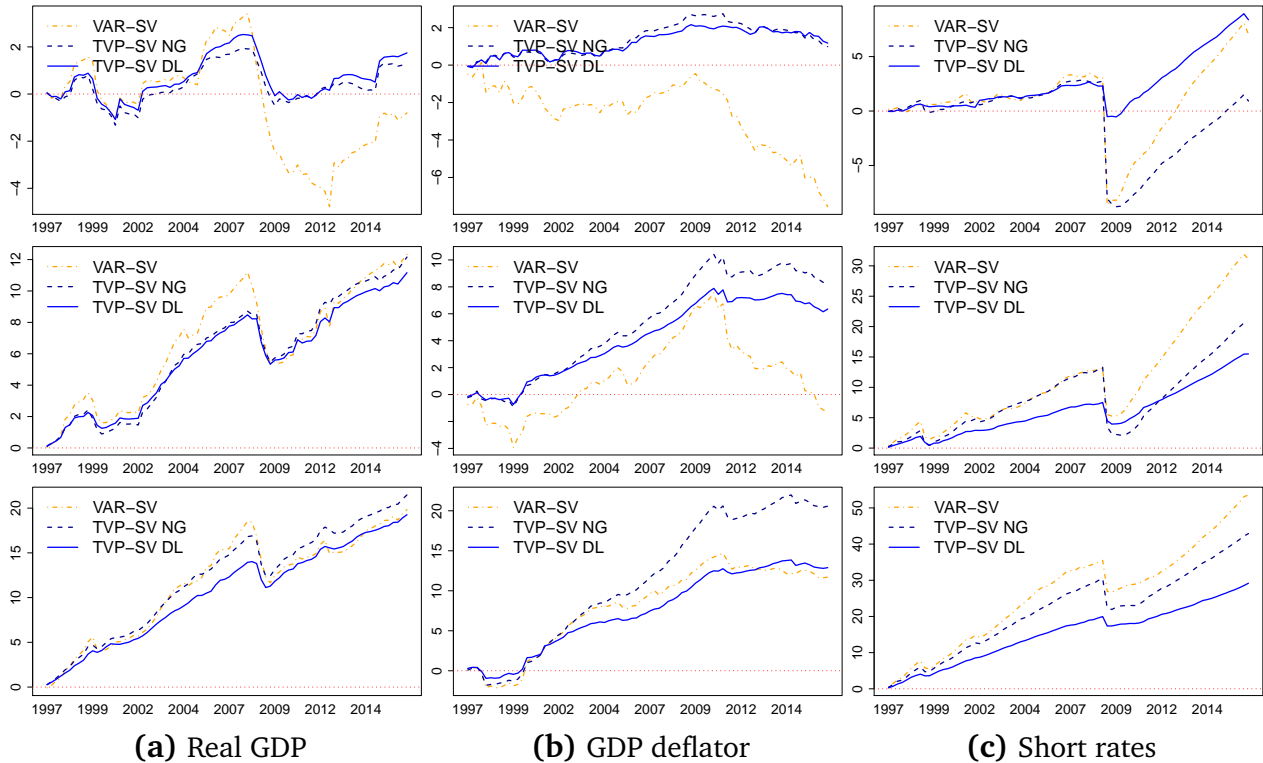 VAR−SV
TVP−SV NG
TVP−SV DL
−4 −2 0 2
1997 1999 2002 2004 2007 2009 2012 2014
VAR−SV
TVP−SV NG
TVP−SV DL
−6 −4 −2 0 2
1997 1999 2002 2004 2007 2009 2012 2014
VAR−SV
TVP−SV NG
TVP−SV DL
−5 0 5
1997 1999 2002 2004 2007 2009 2012 2014
VAR−SV
TVP−SV NG
TVP−SV DL
0 2 4 6 8 10 12
1997 1999 2002 2004 2007 2009 2012 2014
VAR−SV
TVP−SV NG
TVP−SV DL
−4 −2 0 2 4 6 8 10
1997 1999 2002 2004 2007 2009 2012 2014
VAR−SV
TVP−SV NG
TVP−SV DL
0 5 10 15 20 25 30
1997 1999 2002 2004 2007 2009 2012 2014
VAR−SV
TVP−SV NG
TVP−SV DL
0 5 10 15 20
1997 1999 2002 2004 2007 2009 2012 2014
VAR−SV
TVP−SV NG
TVP−SV DL
0 5 10 15 20
1997 1999 2002 2004 2007 2009 2012 2014
VAR−SV
TVP−SV NG
TVP−SV DL
0 10 20 30 40 50
1997 1999 2002 2004 2007 2009 2012 2014
(a) Real GDP
(b) GDP deflator
(c) Short rates